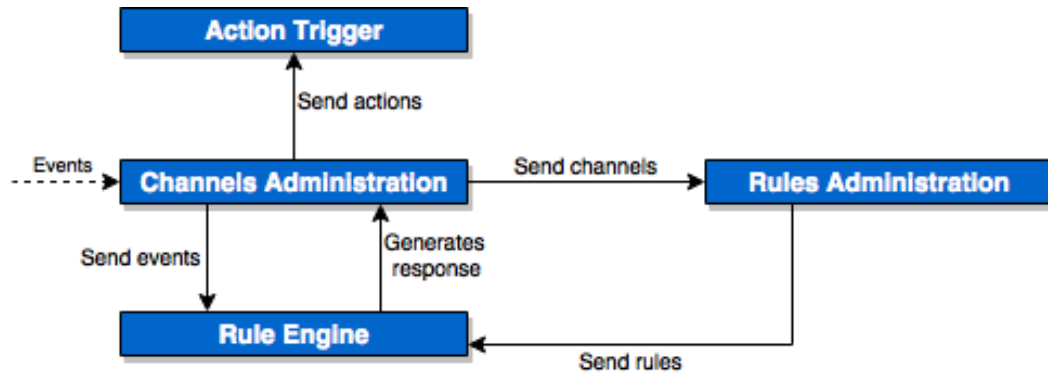 Action Trigger
Send actions
Events
Channels Administration
Send channels
Rules Administration
Send events
Generates
response
Rule Engine
Send rules